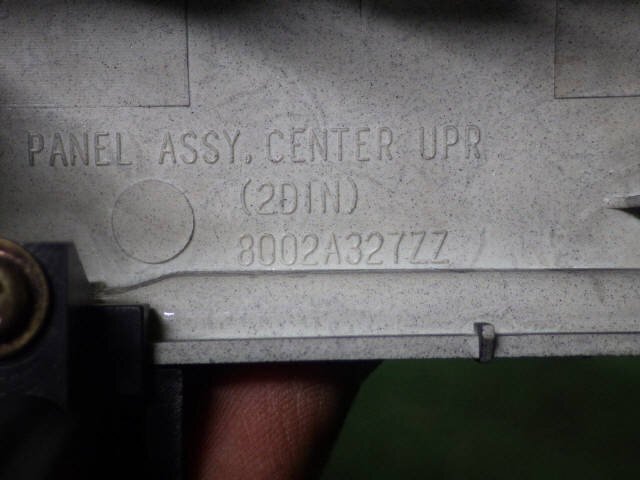 PANEL ASSY, CENTER UPR
(2DIN)
8002A327ZZ